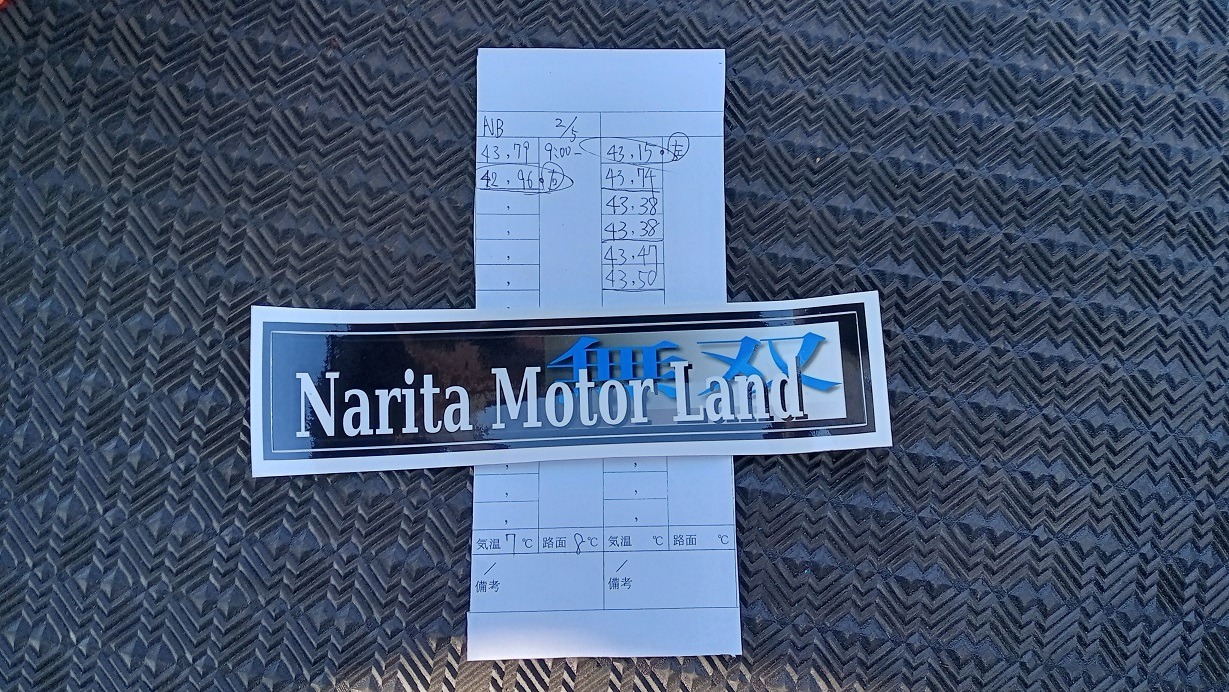 NB 2/5
43,79 9:00- 43,15 左
42,96 右 43,74
, 43,38
, 43,38
, 43,47
, 43,50
無双
Narita Motor Land
, ,
, ,
, ,
気温 7 ℃ 路面 8 ℃ 気温 ℃ 路面 ℃
/ /
備考 備考